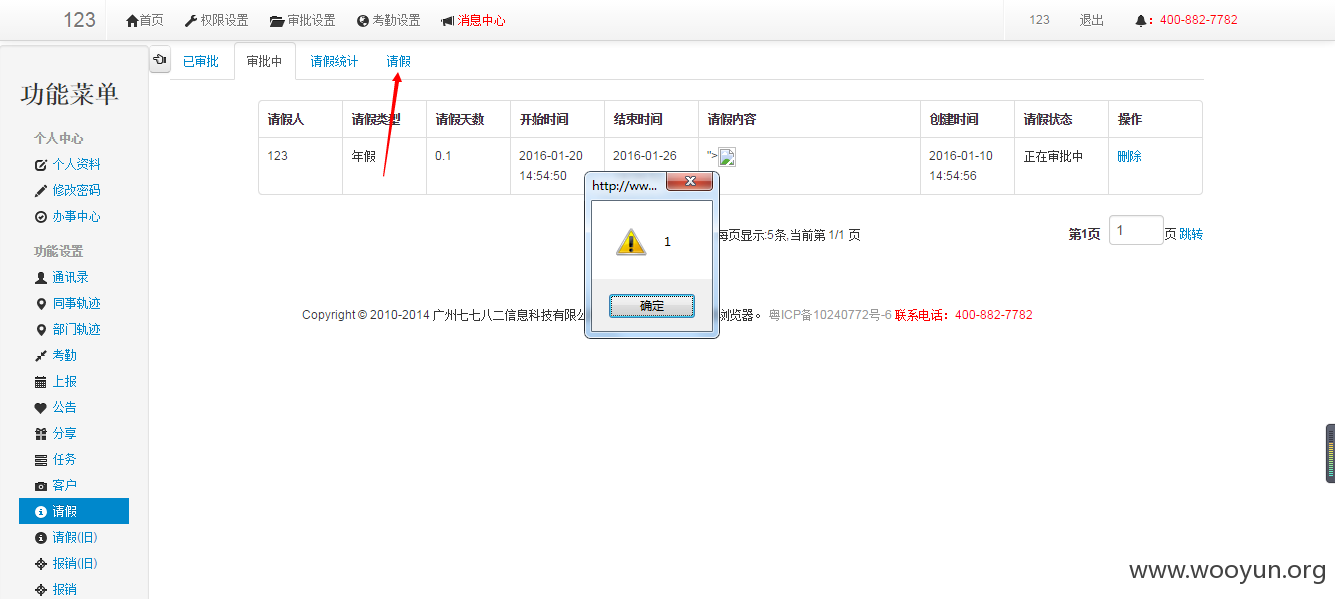 123 首页 权限设置 审批设置 考勤设置 消息中心 123 退出 : 400-882-7782
已审批 审批中 请假统计 请假
功能菜单
个人中心
个人资料
修改密码
办事中心
功能设置
通讯录
同事轨迹
部门轨迹
考勤
上报
公告
分享
任务
客户
请假
请假(旧)
报销(旧)
报销
请假人 请假类型 请假天数 开始时间 结束时间 请假内容 创建时间 请假状态 操作
123 年假 0.1 2016-01-20 2016-01-26 "> 2016-01-10 正在审批中 删除
14:54:50 14:54:56
http://ww...
1
确定
每页显示:5条,当前第 1/1 页 第1页 1 页 跳转
Copyright © 2010-2014 广州七七八二信息科技有限公 浏览器。 粤ICP备10240772号-6 联系电话：400-882-7782
www.wooyun.org